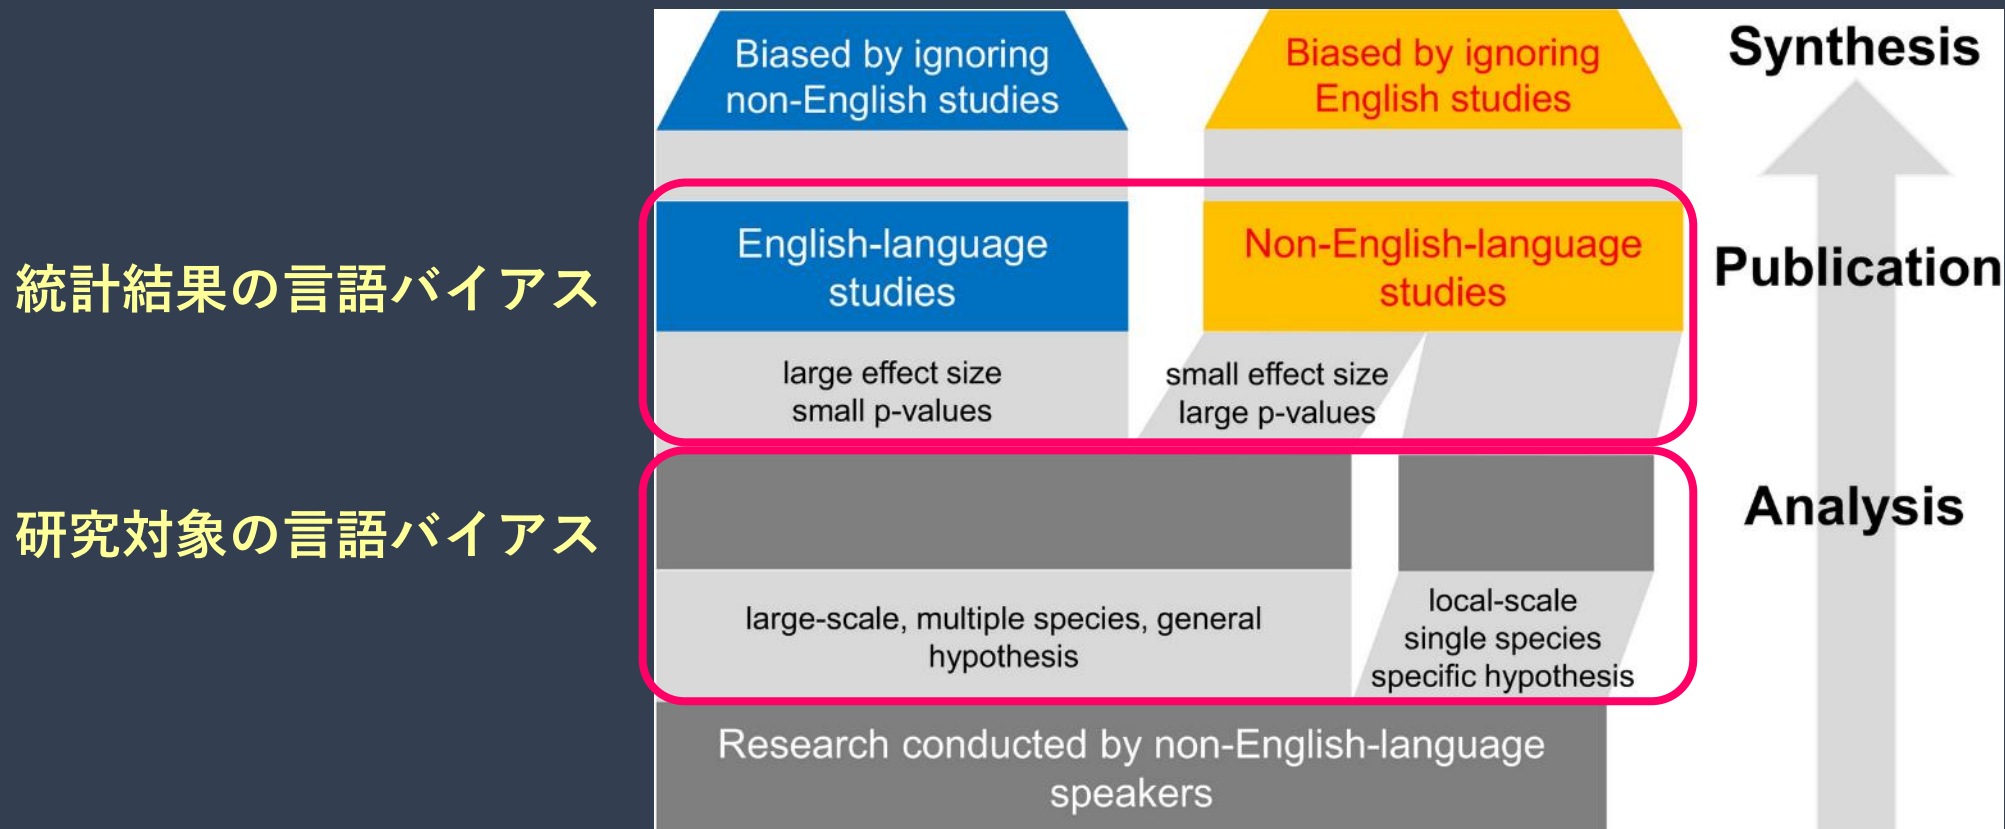 Biased by ignoring
non-English studies
Biased by ignoring
English studies
Synthesis
統計結果の言語バイアス
English-language
studies
Non-English-language
studies
Publication
large effect size
small p-values
small effect size
large p-values
研究対象の言語バイアス
Analysis
large-scale, multiple species, general
hypothesis
local-scale
single species
specific hypothesis
Research conducted by non-English-language
speakers